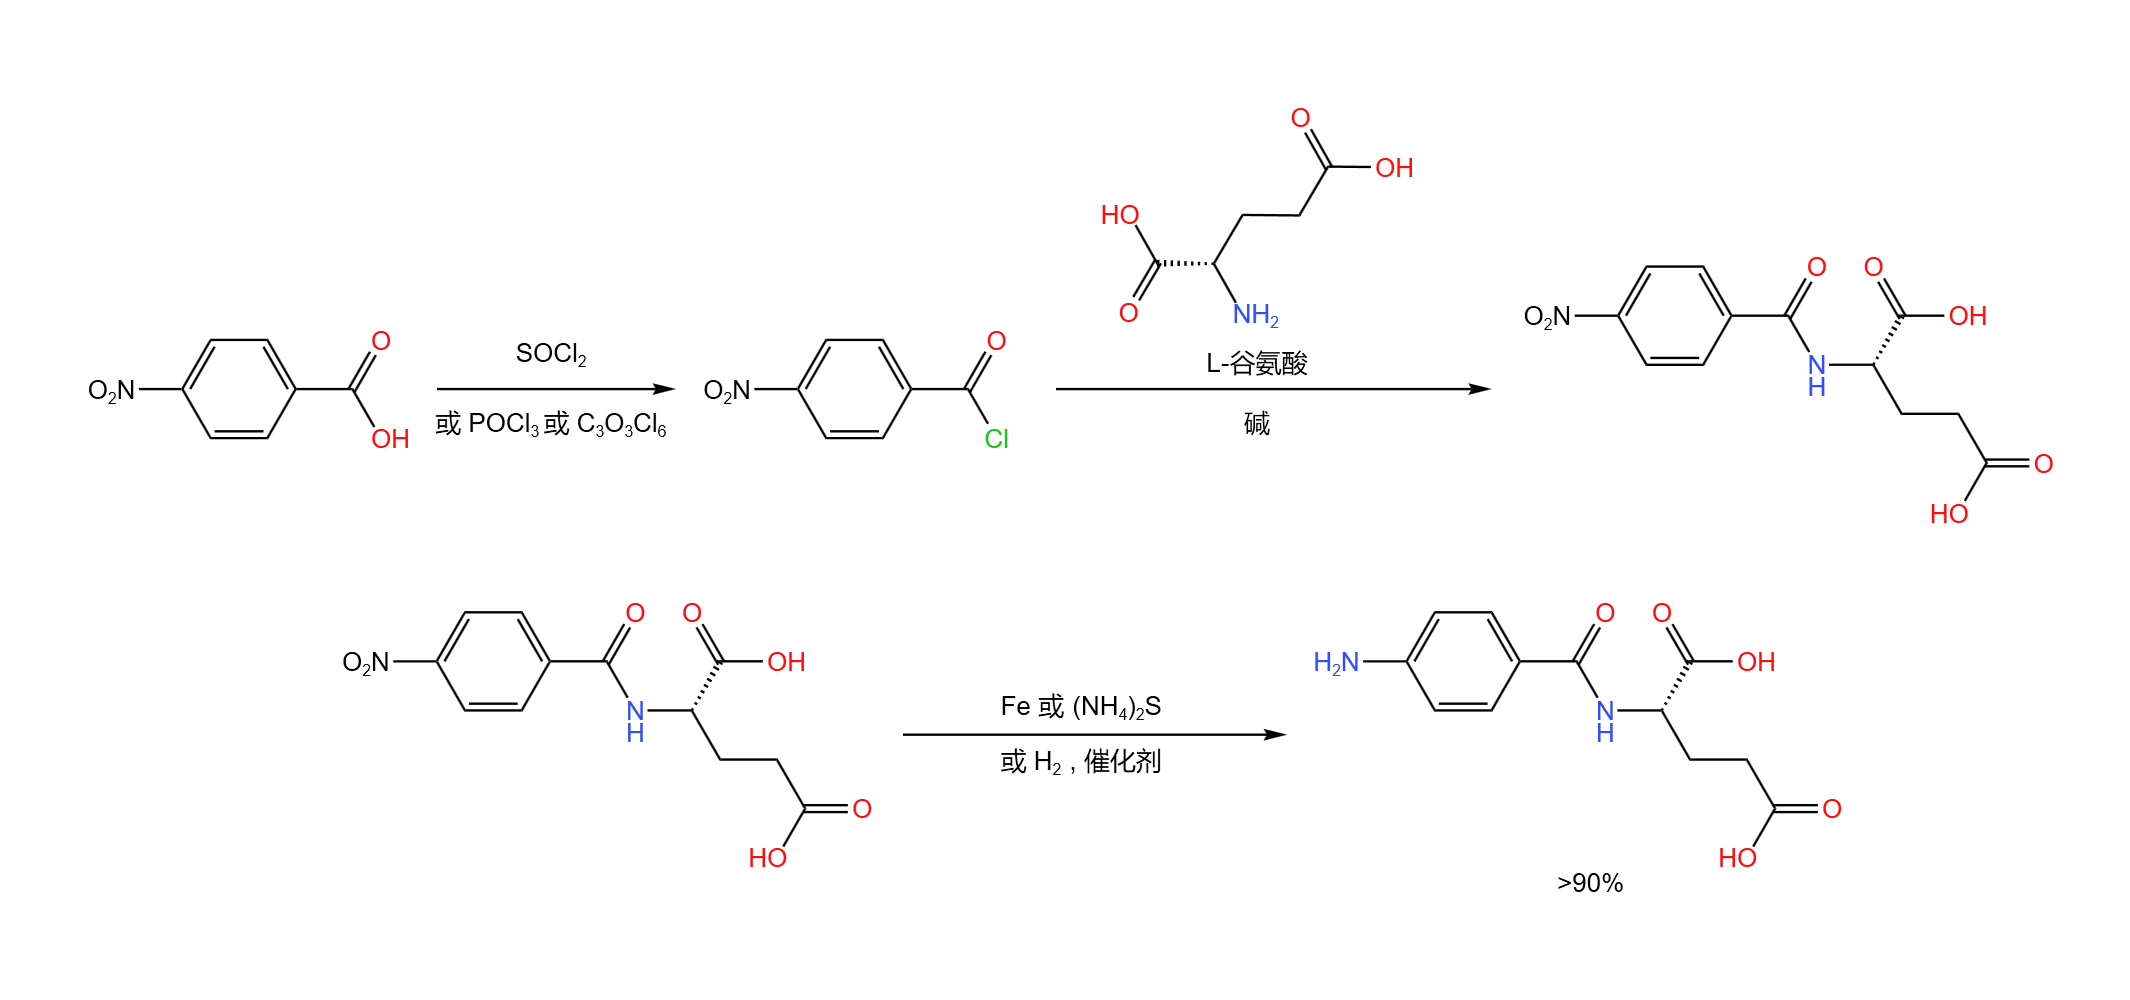 O₂N
O
OH
SOCl₂
或 POCl₃ 或 C₃O₃Cl₆
O₂N
O
Cl
O
OH
HO
O
NH₂
L-谷氨酸
碱
O₂N
O
O
OH
N
H
O
HO
O₂N
O
O
OH
N
H
O
HO
Fe 或 (NH₄)₂S
或 H₂ , 催化剂
H₂N
O
O
OH
N
H
O
HO
>90%